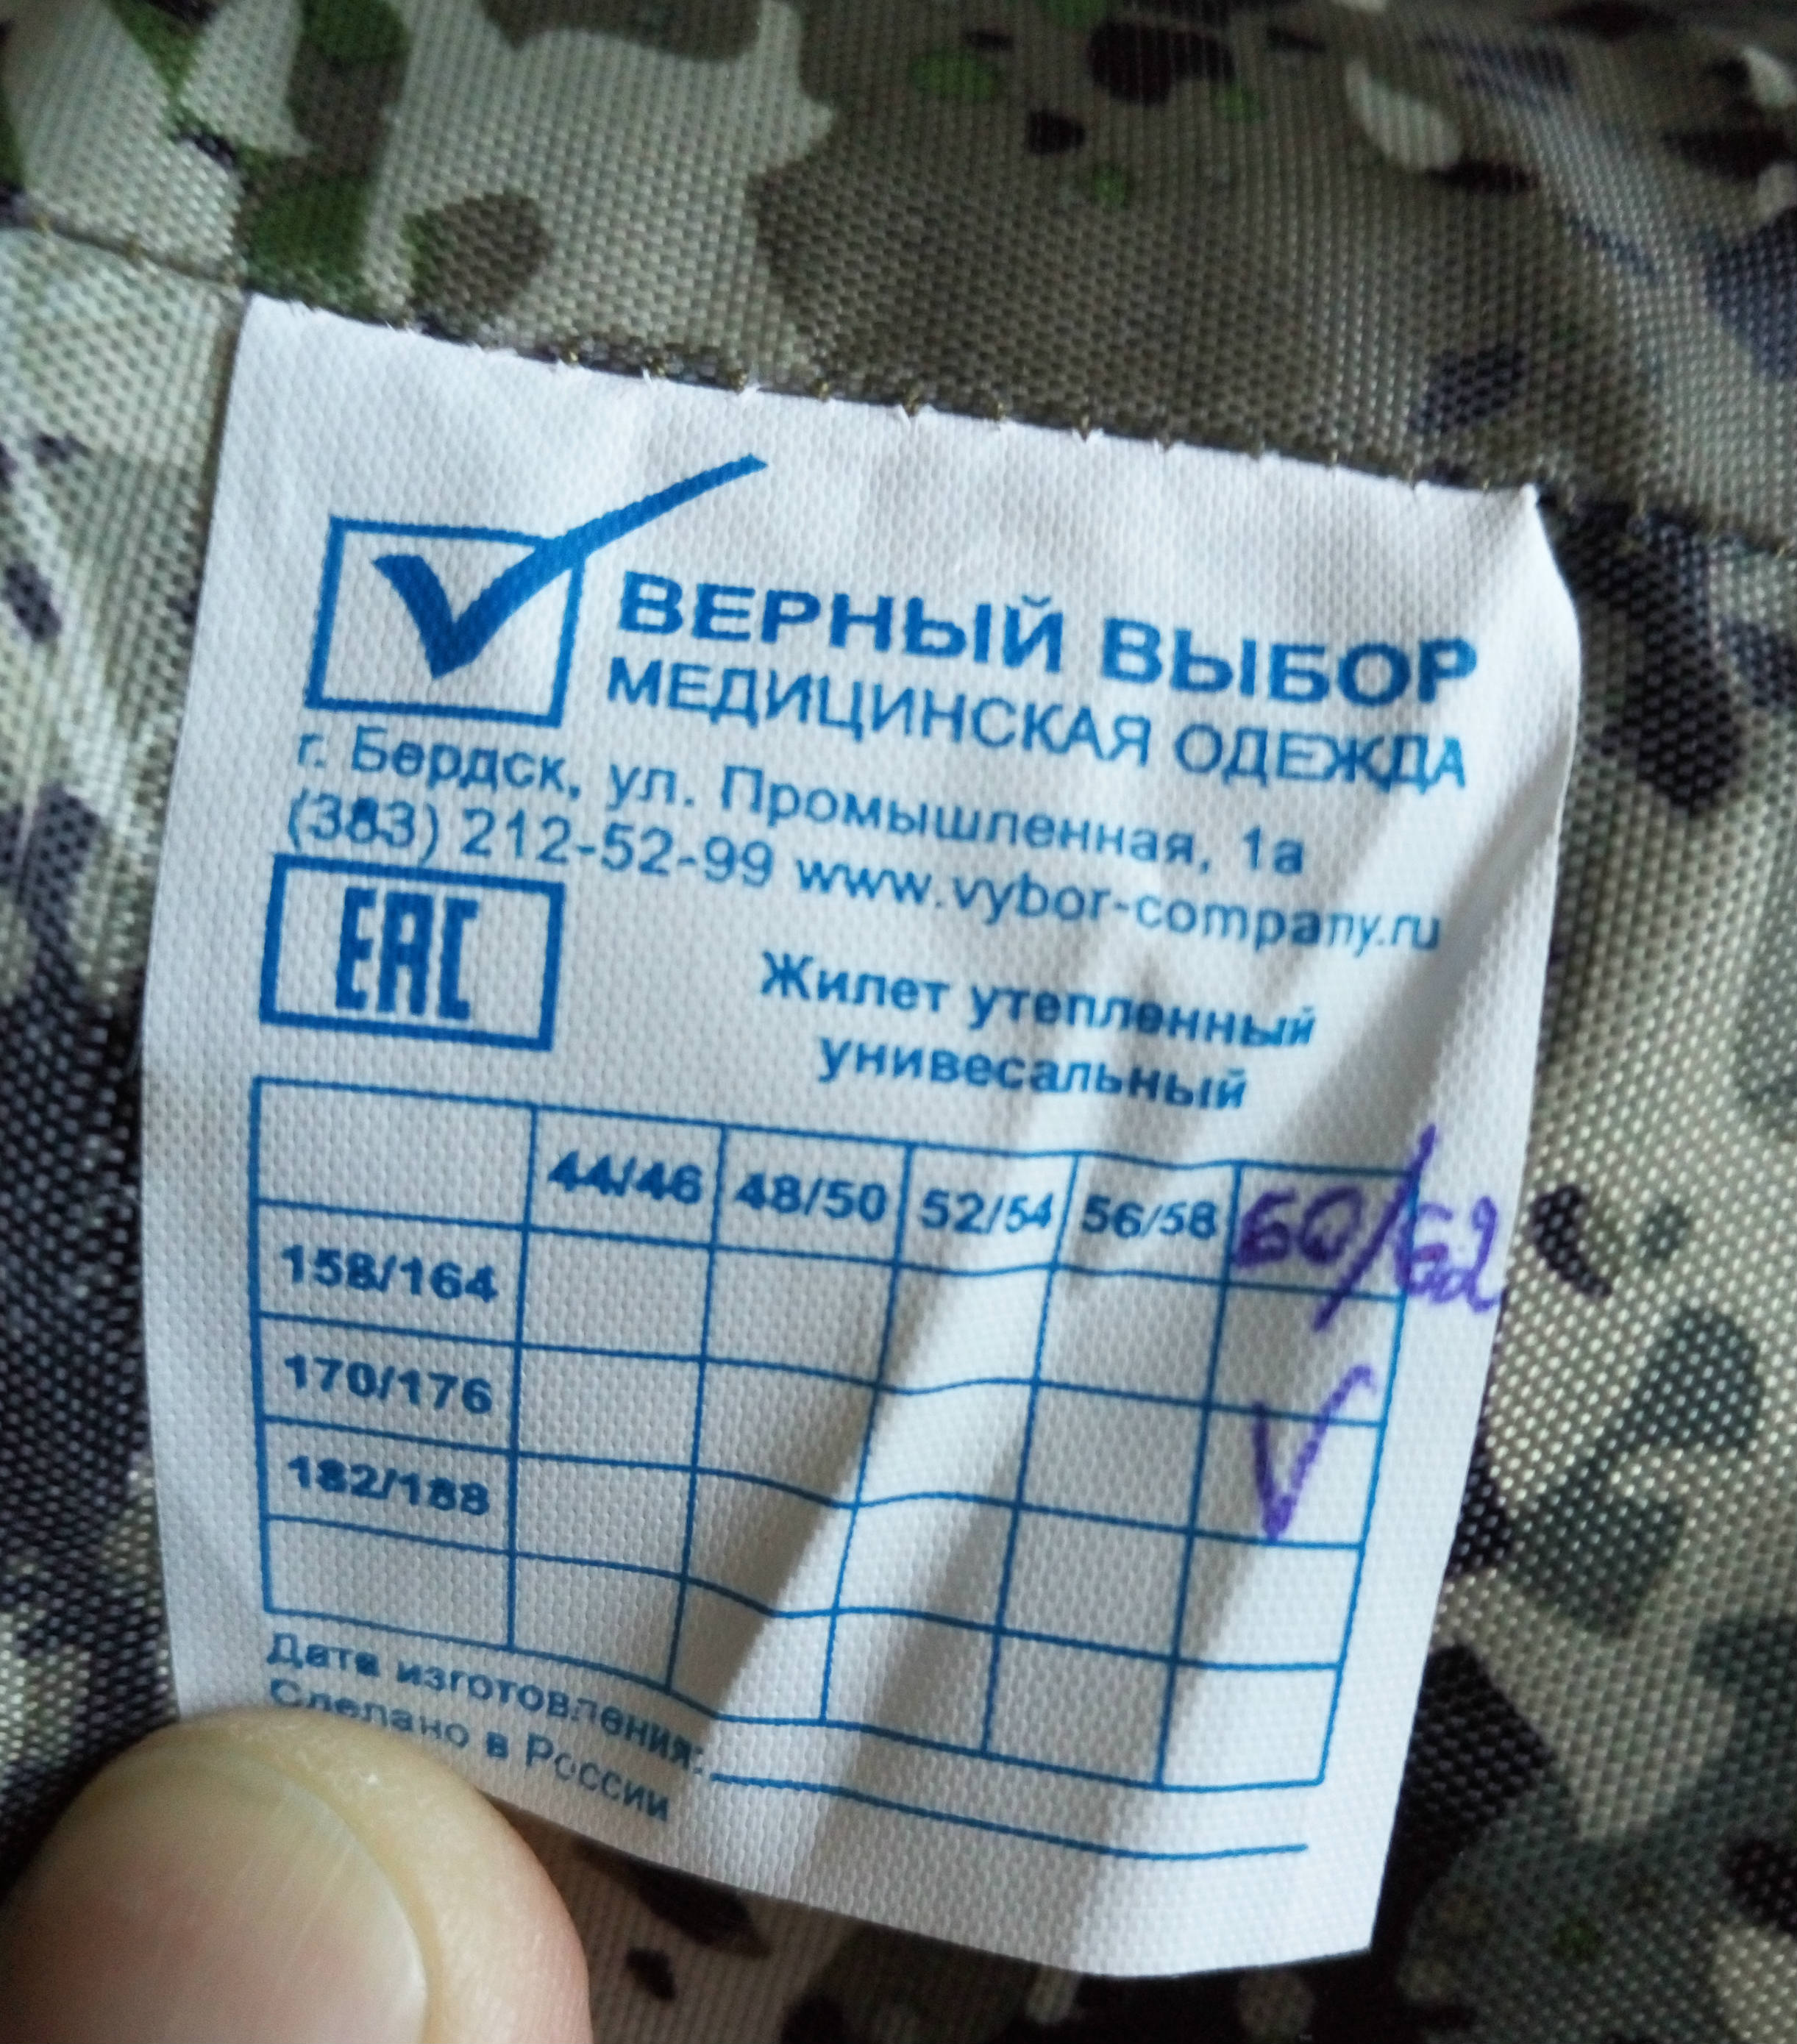 ВЕРНЫЙ ВЫБОР
МЕДИЦИНСКАЯ ОДЕЖДА
г. Бердск, ул. Промышленная, 1а
(383) 212-52-99 www.vybor-company.ru
EAC
Жилет утепленный
унивесальный
44/46 48/50 52/54 56/58 60/62
158/164
170/176
182/188
Дата изготовления:
Сделано в России